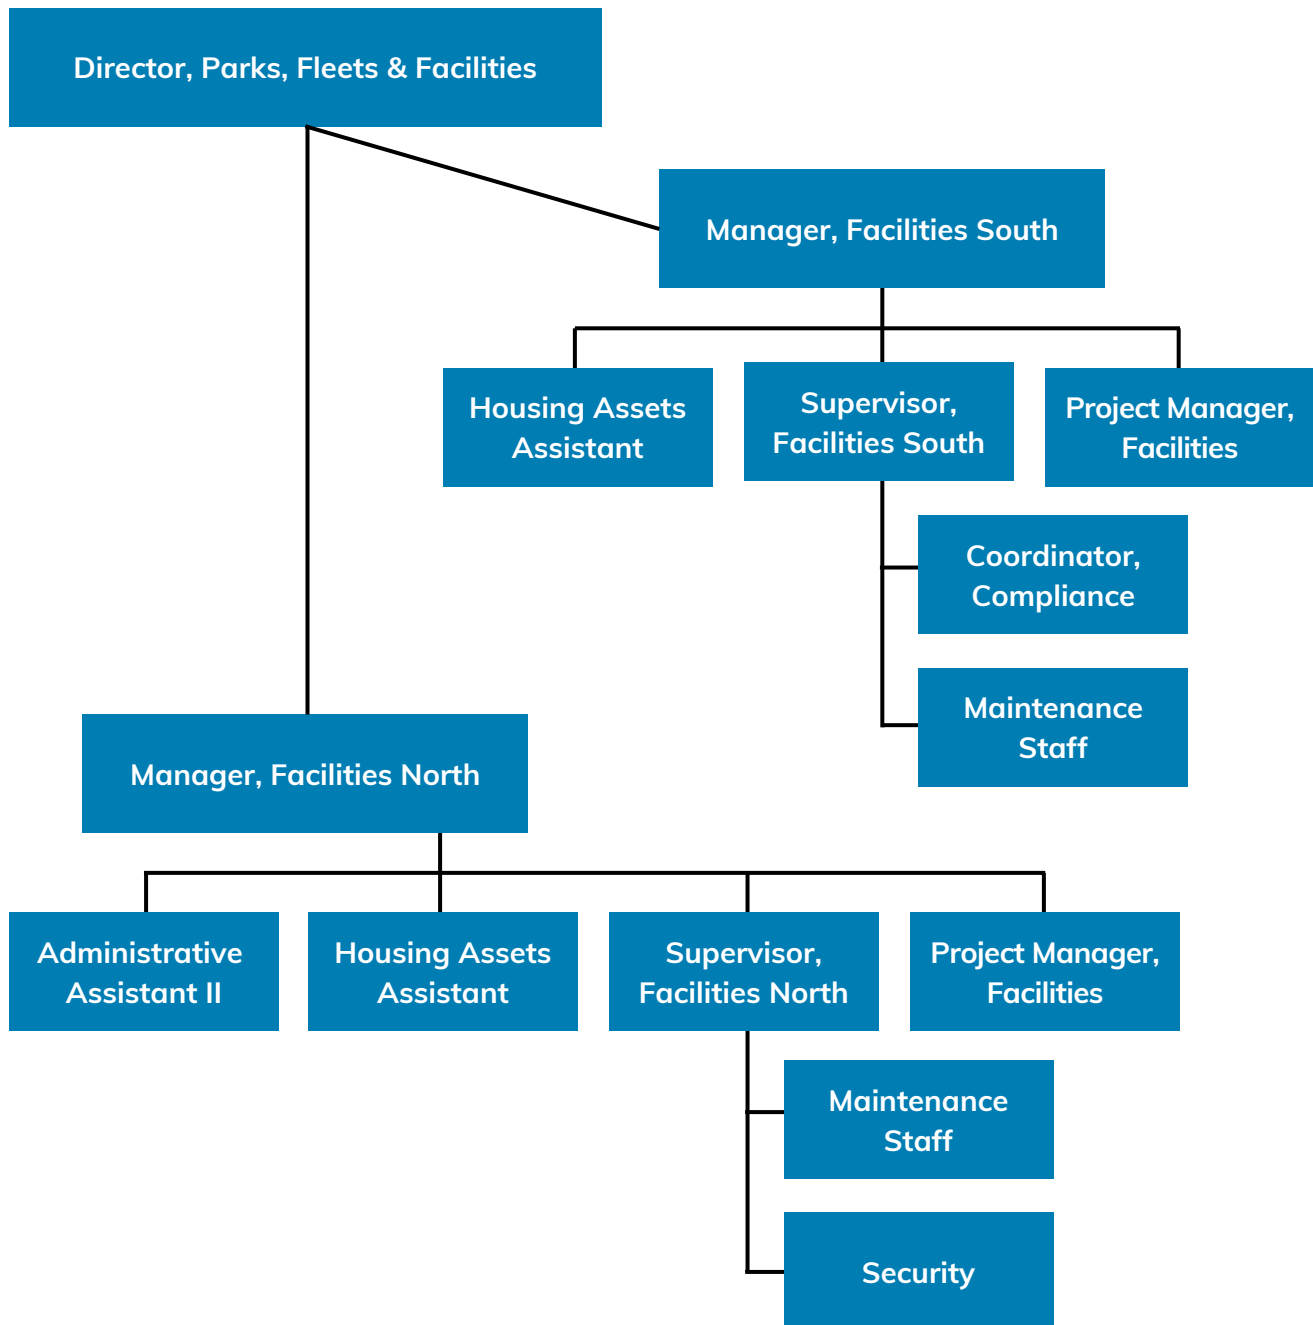 Director, Parks, Fleets & Facilities
Manager, Facilities South
Housing Assets
Assistant
Supervisor,
Facilities South
Project Manager,
Facilities
Coordinator,
Compliance
Maintenance
Staff
Manager, Facilities North
Administrative
Assistant II
Housing Assets
Assistant
Supervisor,
Facilities North
Project Manager,
Facilities
Maintenance
Staff
Security